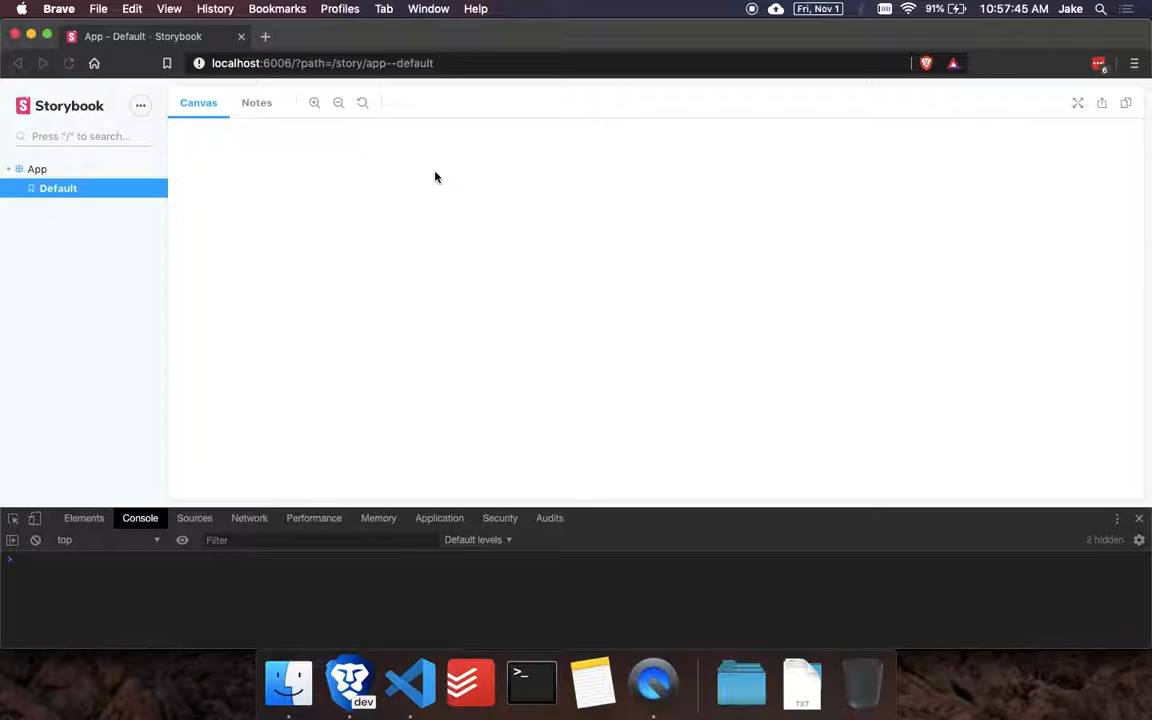 Brave File Edit View History Bookmarks Profiles Tab Window Help 91% Fri, Nov 1 10:57:45 AM Jake
App - Default · Storybook
localhost:6006/?path=/story/app--default
6
Storybook
Canvas Notes
Press "/" to search...
App
Default
Elements Console Sources Network Performance Memory Application Security Audits
top Filter Default levels 2 hidden
>
>_
dev
TXT